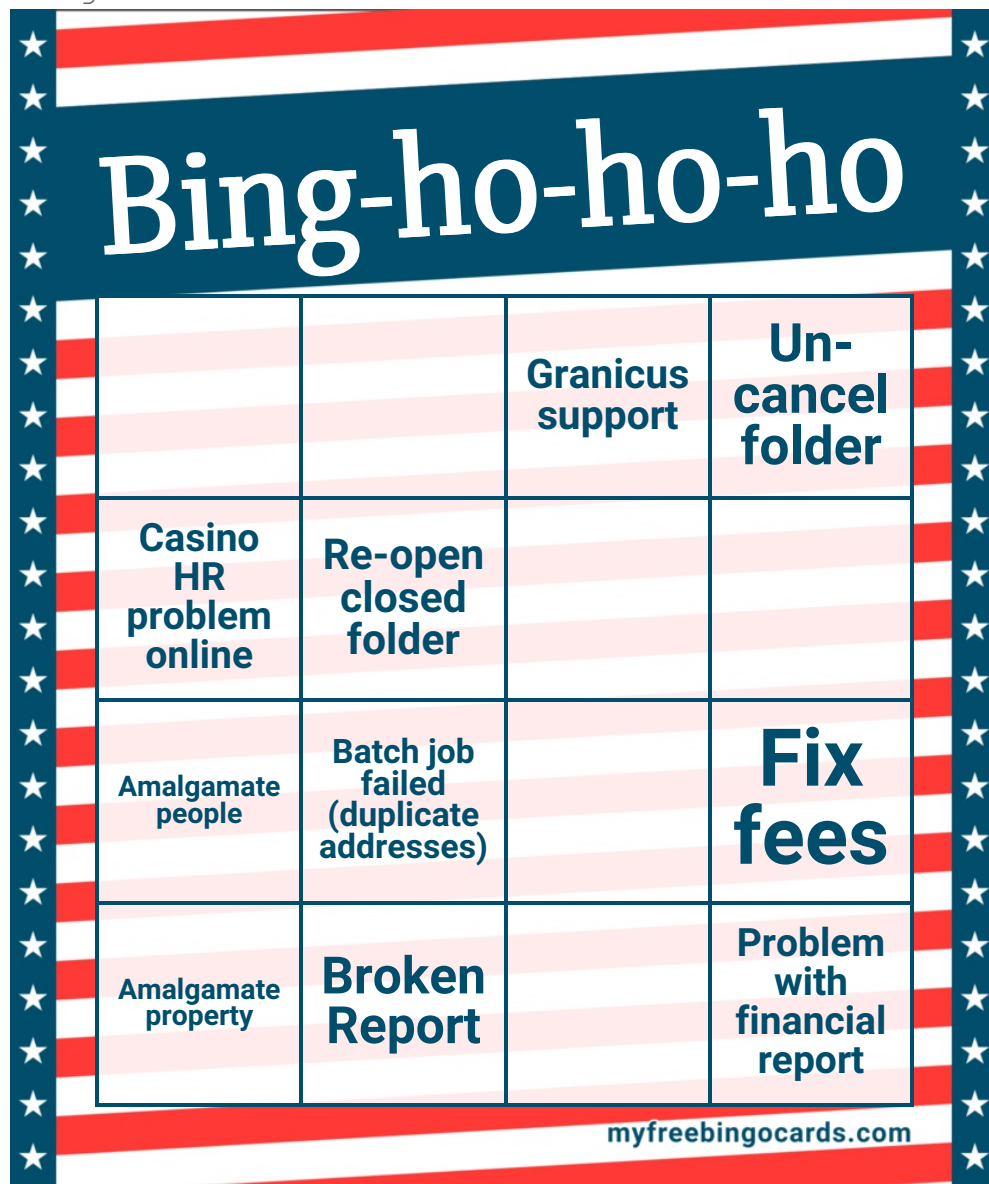 Bing-ho-ho-ho
Granicus
support
Un-
cancel
folder
Casino
HR
problem
online
Re-open
closed
folder
Amalgamate
people
Batch job
failed
(duplicate
addresses)
Fix
fees
Amalgamate
property
Broken
Report
Problem
with
financial
report
myfreebingocards.com